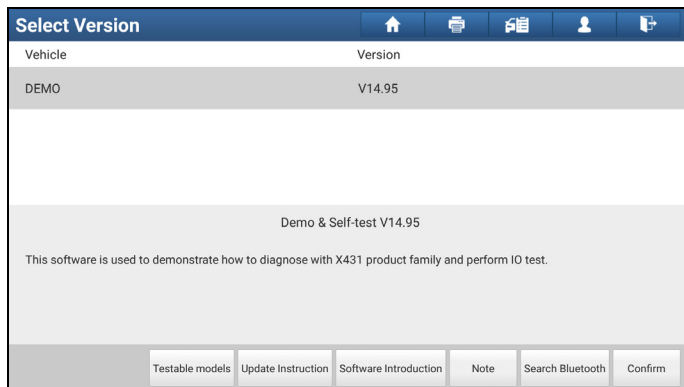 Select Version
Vehicle Version
DEMO V14.95
Demo & Self-test V14.95
This software is used to demonstrate how to diagnose with X431 product family and perform IO test.
Testable models Update Instruction Software Introduction Note Search Bluetooth Confirm